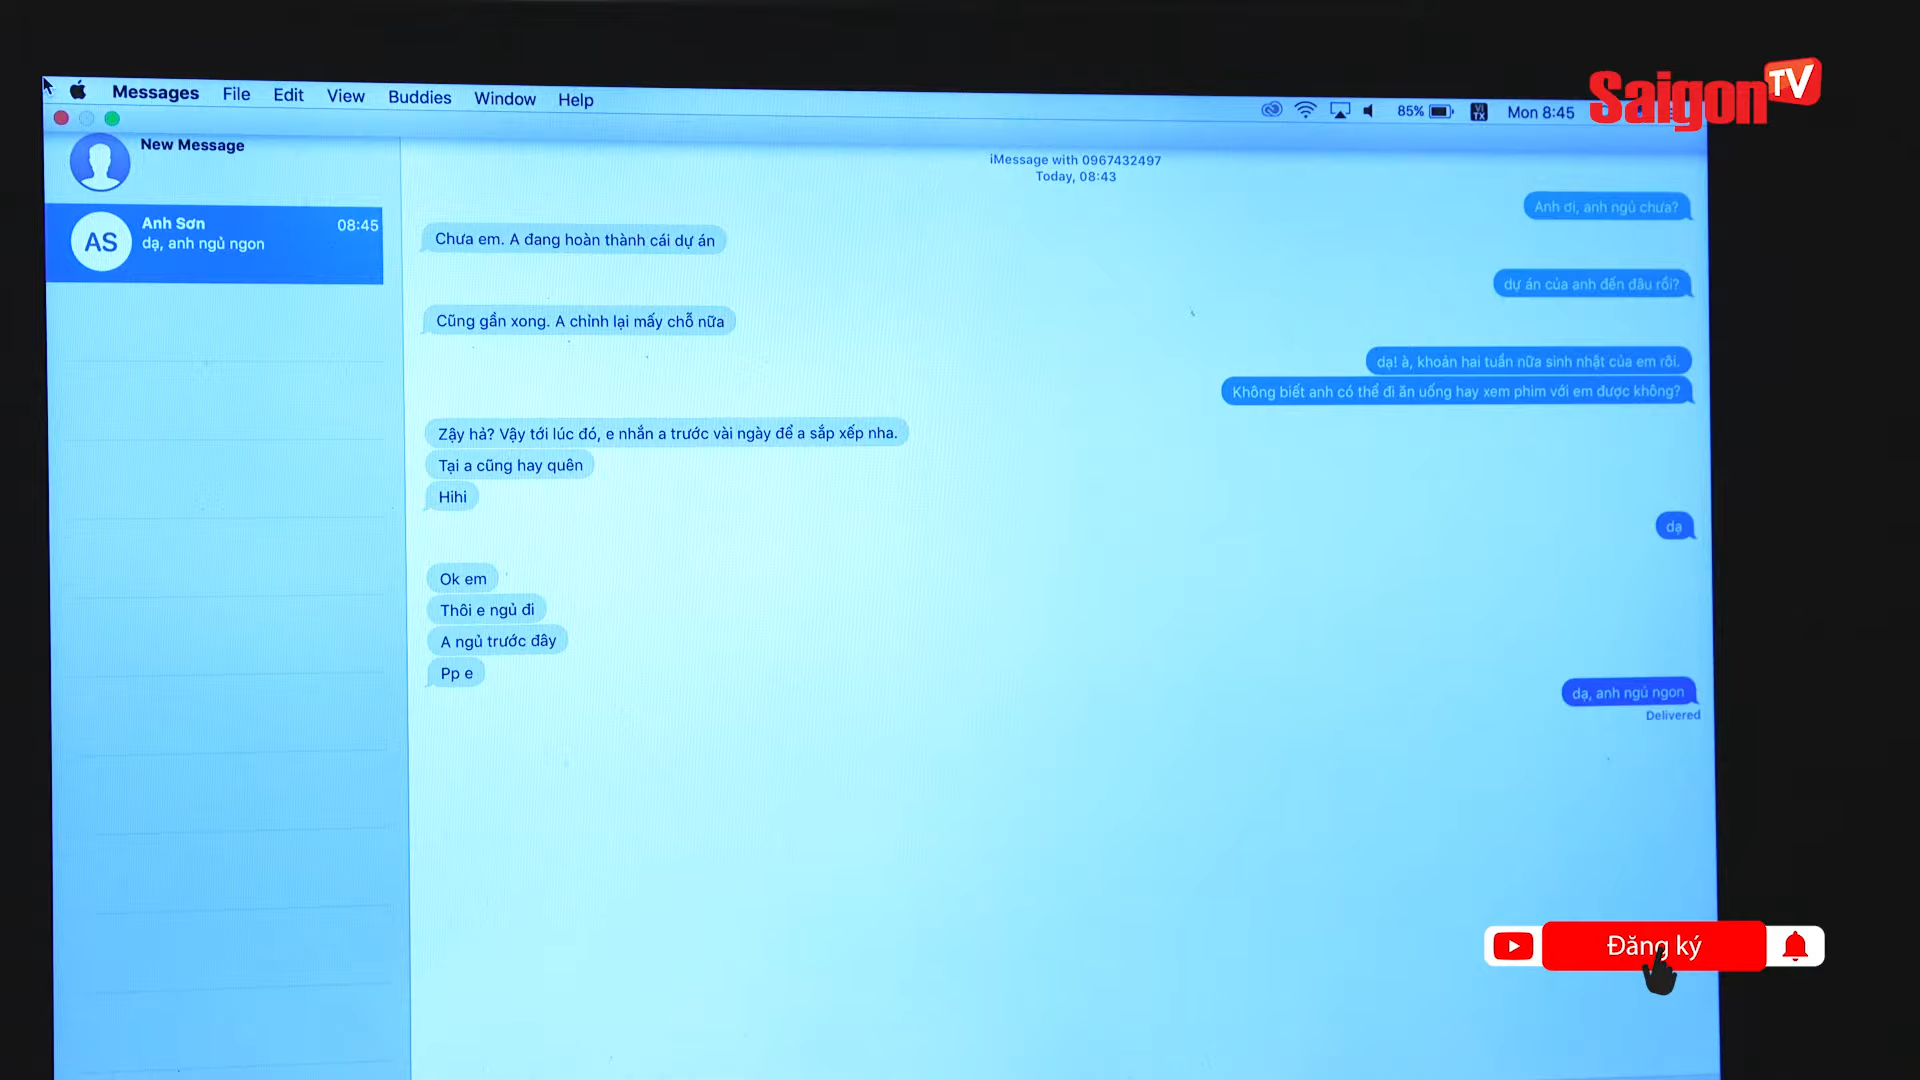 Saigon TV
Messages File Edit View Buddies Window Help
85% VI TX Mon 8:45
New Message
Anh Sơn 08:45
AS
dạ, anh ngủ ngon
iMessage with 0967432497
Today, 08:43
Anh ơi, anh ngủ chưa?
Chưa em. A đang hoàn thành cái dự án
dự án của anh đến đâu rồi?
Cũng gần xong. A chỉnh lại mấy chỗ nữa
dạ! à, khoản hai tuần nữa sinh nhật của em rồi.
Không biết anh có thể đi ăn uống hay xem phim với em được không?
Zậy hả? Vậy tới lúc đó, e nhắn a trước vài ngày để a sắp xếp nha.
Tại a cũng hay quên
Hihi
dạ
Ok em
Thôi e ngủ đi
A ngủ trước đây
Pp e
dạ, anh ngủ ngon
Delivered
Đăng ký